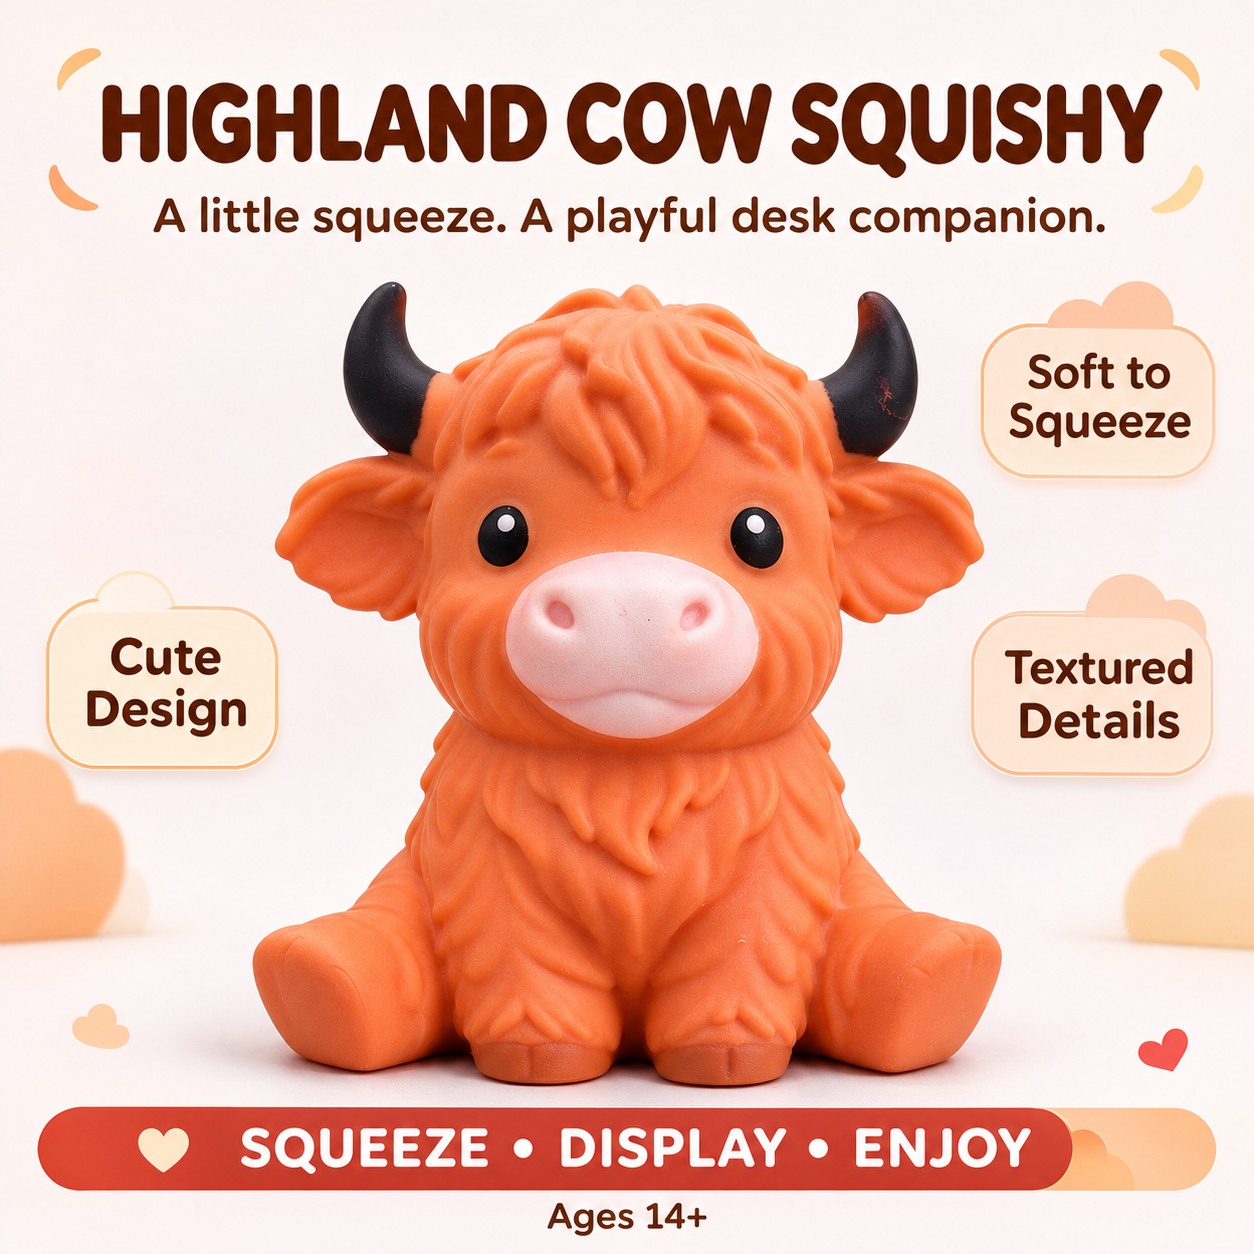 HIGHLAND COW SQUISHY
A little squeeze. A playful desk companion.
Soft to
Squeeze
Cute
Design
Textured
Details
SQUEEZE • DISPLAY • ENJOY
Ages 14+